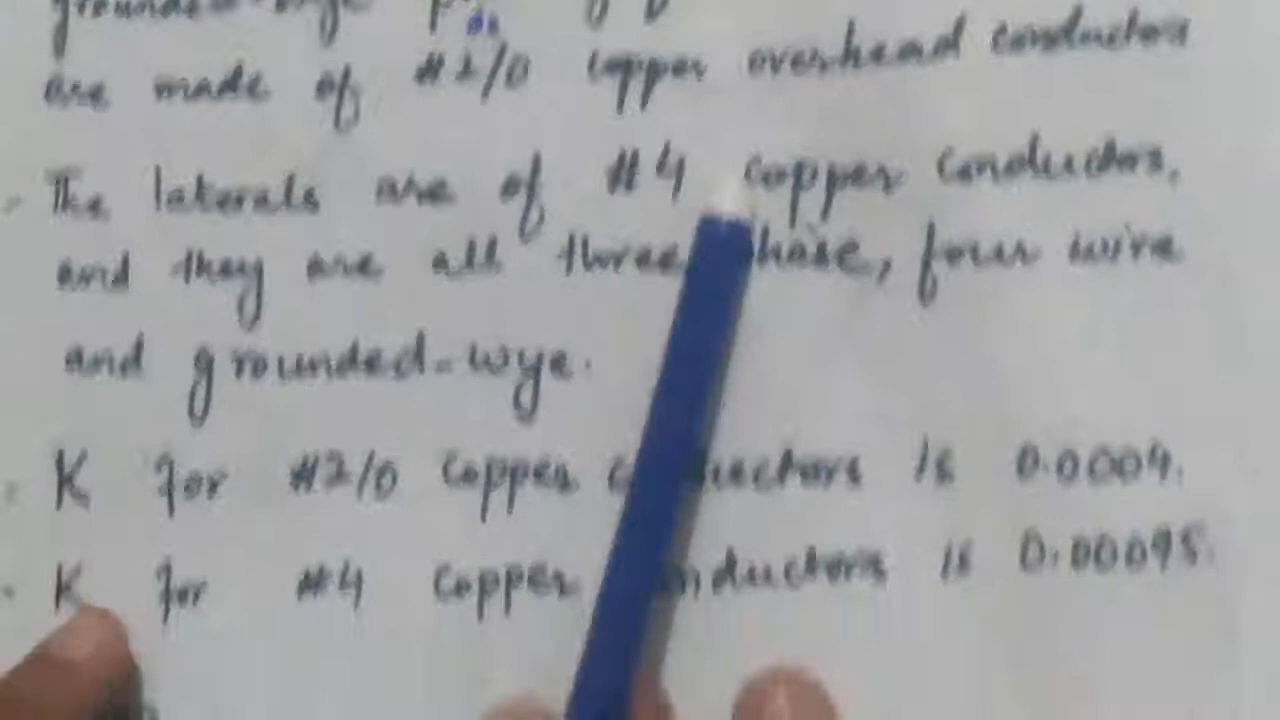 grounded-wye
are made of #2/0 copper overhead conductors
The laterals are of #4 copper conductors,
and they are all three phase, four wire
and grounded-wye.
K for #2/0 copper conductors is 0.0004.
K for #4 copper conductors is 0.00095.